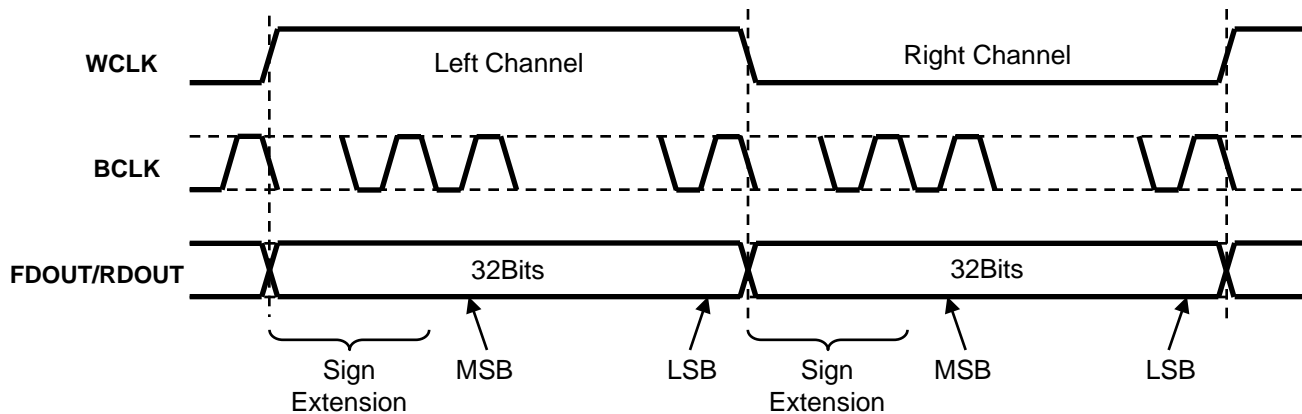 WCLK
Left Channel
Right Channel
BCLK
FDOUT/RDOUT
32Bits
32Bits
Sign
Extension
MSB
LSB
Sign
Extension
MSB
LSB